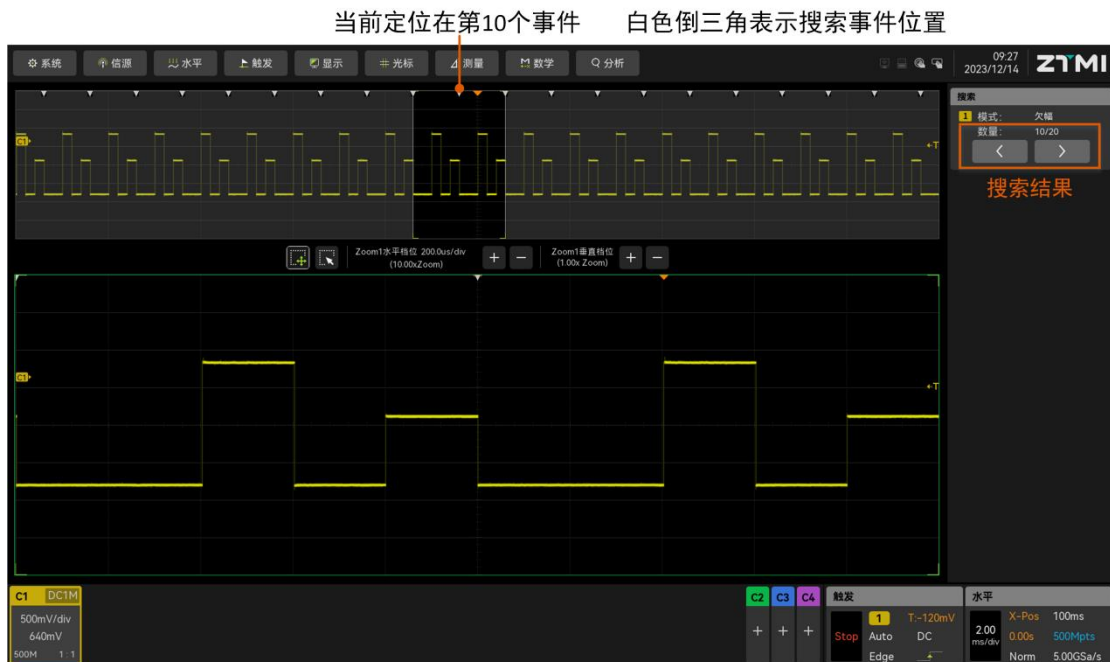 当前定位在第10个事件 白色倒三角表示搜索事件位置
系统 信源 水平 触发 显示 光标 测量 数学 分析
09:27
2023/12/14
ZTMI
搜索
1 模式: 欠幅
数量: 10/20
< >
搜索结果
C1
T
Zoom1水平档位 200.0us/div
(10.00xZoom)
+ −
Zoom1垂直档位
(1.00x Zoom)
+ −
C1
T
C1 DC1M
500mV/div
640mV
500M 1:1
C2 C3 C4
+ + +
触发
Stop
1 T:-120mV
Auto DC
Edge
水平
2.00
ms/div
X-Pos 100ms
0.00s 500Mpts
Norm 5.00GSa/s